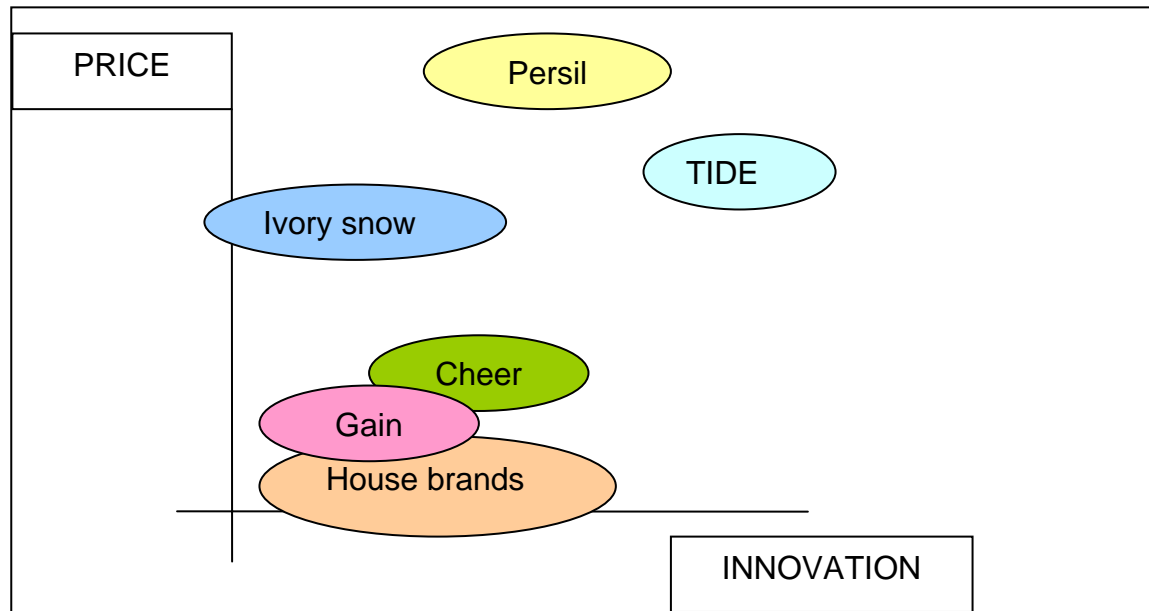 PRICE
Persil
TIDE
Ivory snow
Cheer
Gain
House brands
INNOVATION